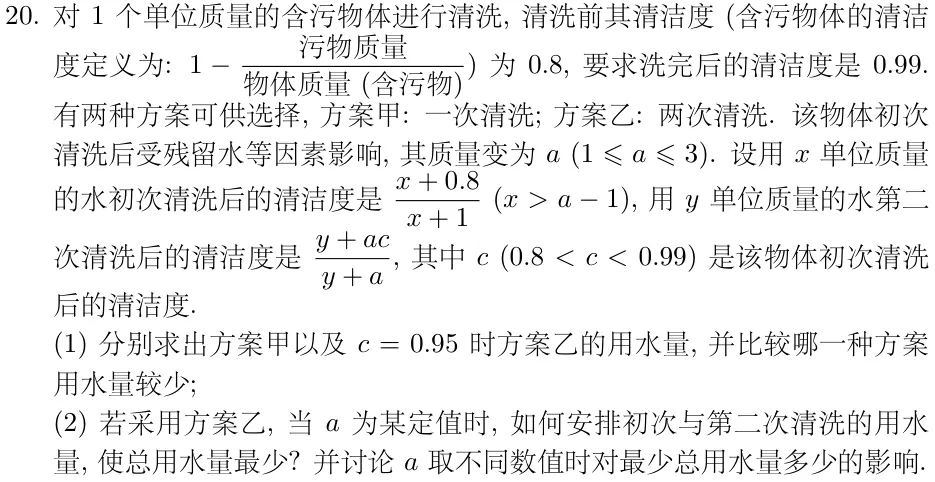 20. 对 1 个单位质量的含污物体进行清洗, 清洗前其清洁度 (含污物体的清洁
度定义为: 1 − 污物质量/物体质量 (含污物)) 为 0.8, 要求洗完后的清洁度是 0.99.
有两种方案可供选择, 方案甲: 一次清洗; 方案乙: 两次清洗. 该物体初次
清洗后受残留水等因素影响, 其质量变为 a (1 ⩽ a ⩽ 3). 设用 x 单位质量
的水初次清洗后的清洁度是 (x + 0.8)/(x + 1) (x > a − 1), 用 y 单位质量的水第二
次清洗后的清洁度是 (y + ac)/(y + a), 其中 c (0.8 < c < 0.99) 是该物体初次清洗
后的清洁度.
(1) 分别求出方案甲以及 c = 0.95 时方案乙的用水量, 并比较哪一种方案
用水量较少;
(2) 若采用方案乙, 当 a 为某定值时, 如何安排初次与第二次清洗的用水
量, 使总用水量最少? 并讨论 a 取不同数值时对最少总用水量多少的影响.